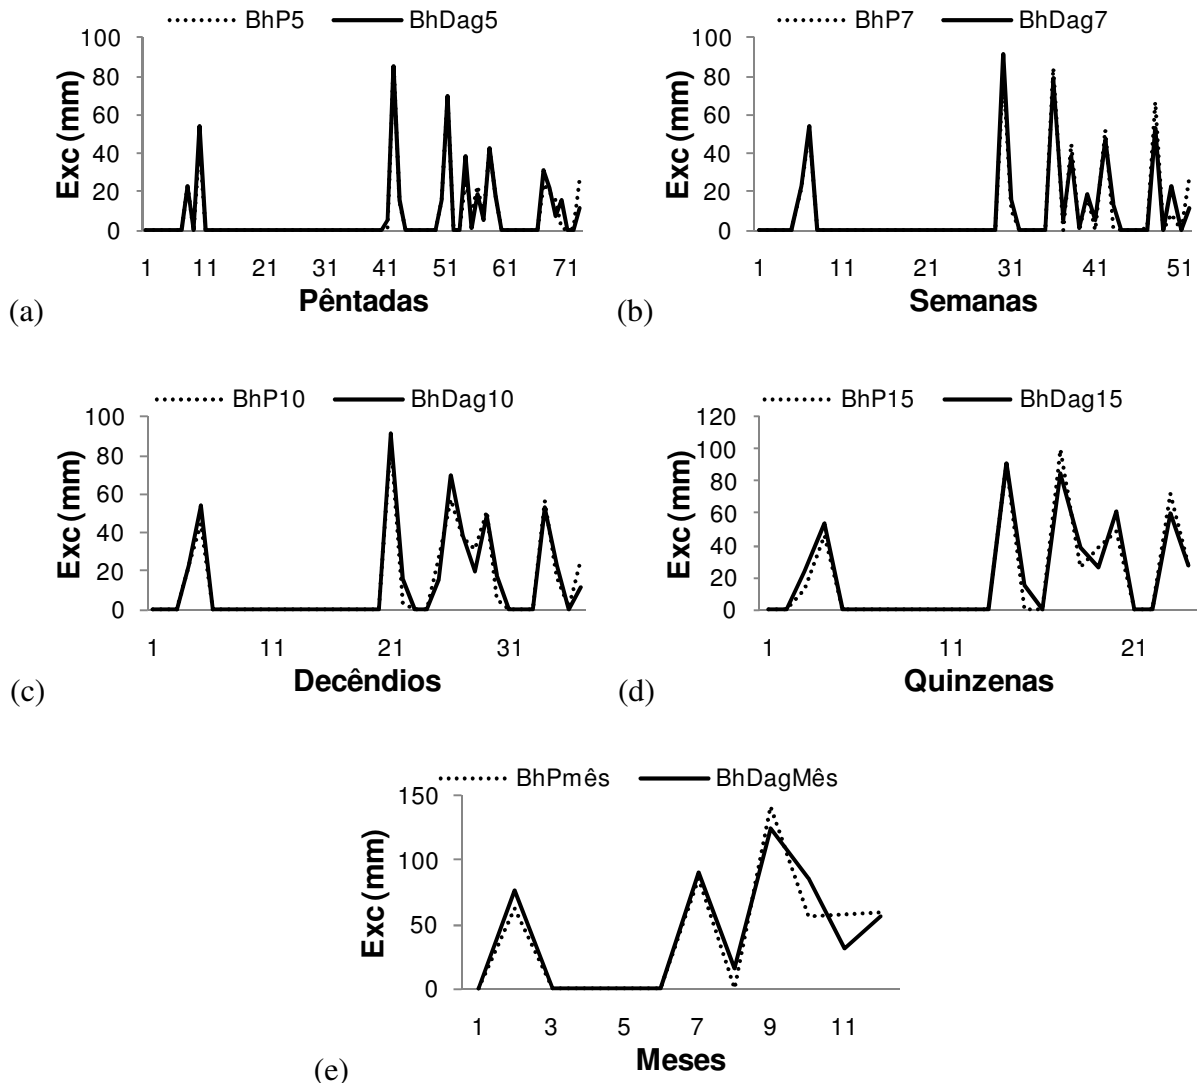 BhP5 BhDag5
100
80
60
40
20
0
Exc (mm)
1 11 21 31 41 51 61 71
Pêntadas
(a)
BhP7 BhDag7
100
80
60
40
20
0
Exc (mm)
1 11 21 31 41 51
Semanas
(b)
BhP10 BhDag10
100
80
60
40
20
0
Exc (mm)
1 11 21 31
Decêndios
(c)
BhP15 BhDag15
120
100
80
60
40
20
0
Exc (mm)
1 11 21
Quinzenas
(d)
BhPmês BhDagMês
150
100
50
0
Exc (mm)
1 3 5 7 9 11
Meses
(e)